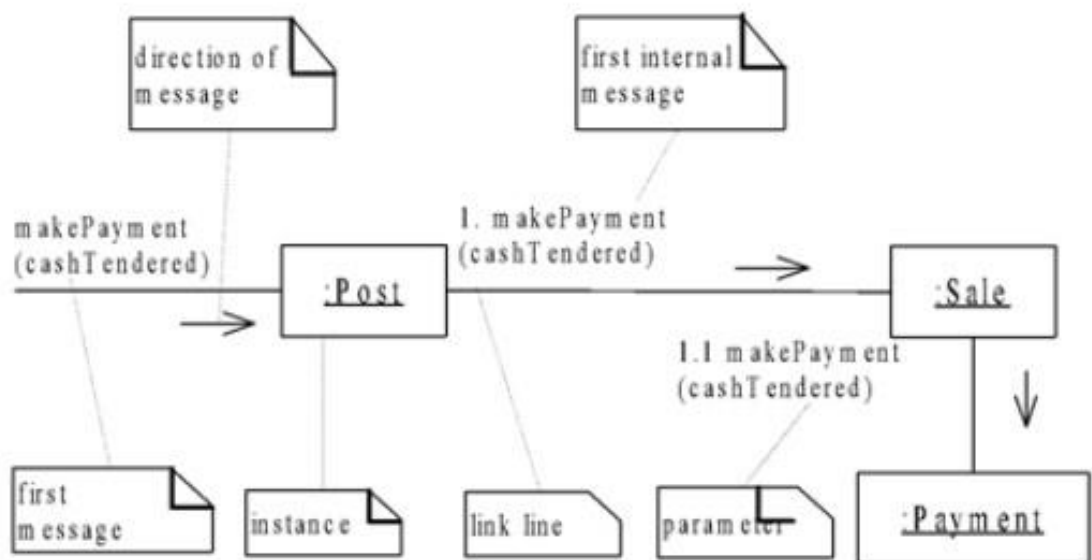 direction of
message
first internal
message
makePayment
(cashTendered)
1. makePayment
(cashTendered)
:Post
:Sale
1.1 makePayment
(cashTendered)
first
message
instance
link line
parameter
:Payment